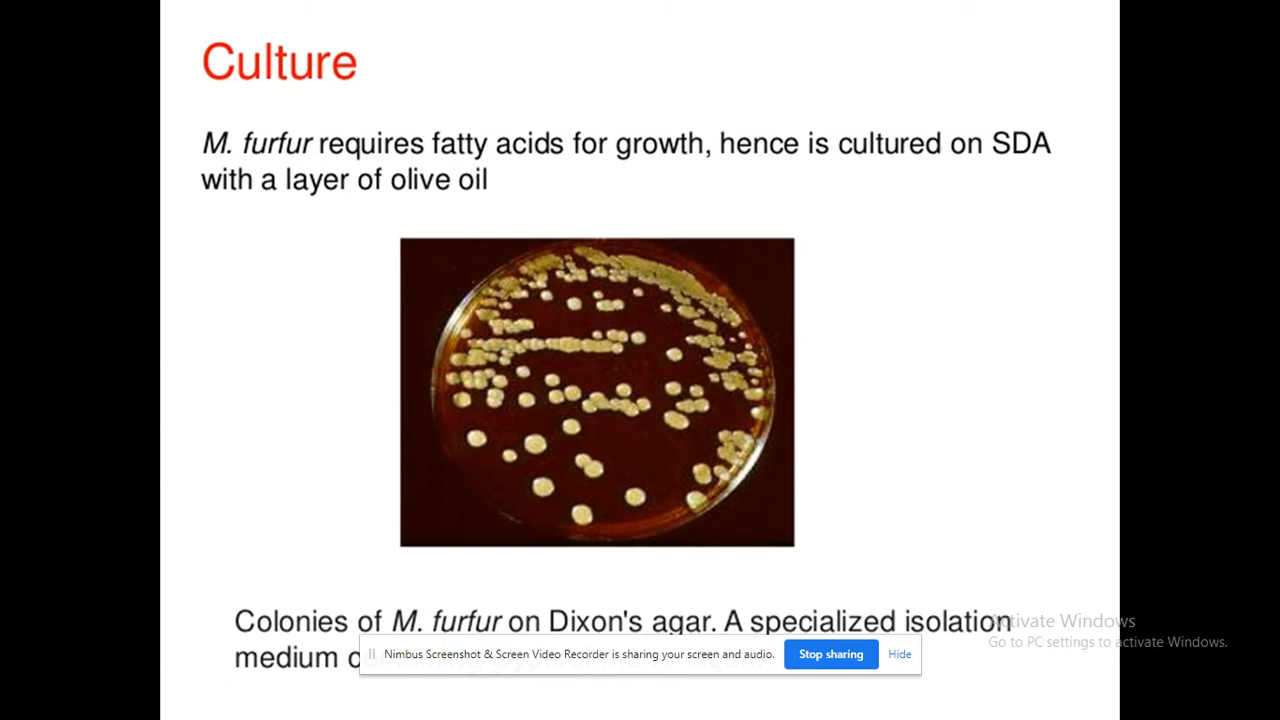 Culture
M. furfur requires fatty acids for growth, hence is cultured on SDA
with a layer of olive oil
Colonies of M. furfur on Dixon's agar. A specialized isolation
medium
Activate Windows
Go to PC settings to activate Windows.
Nimbus Screenshot & Screen Video Recorder is sharing your screen and audio.
Stop sharing
Hide